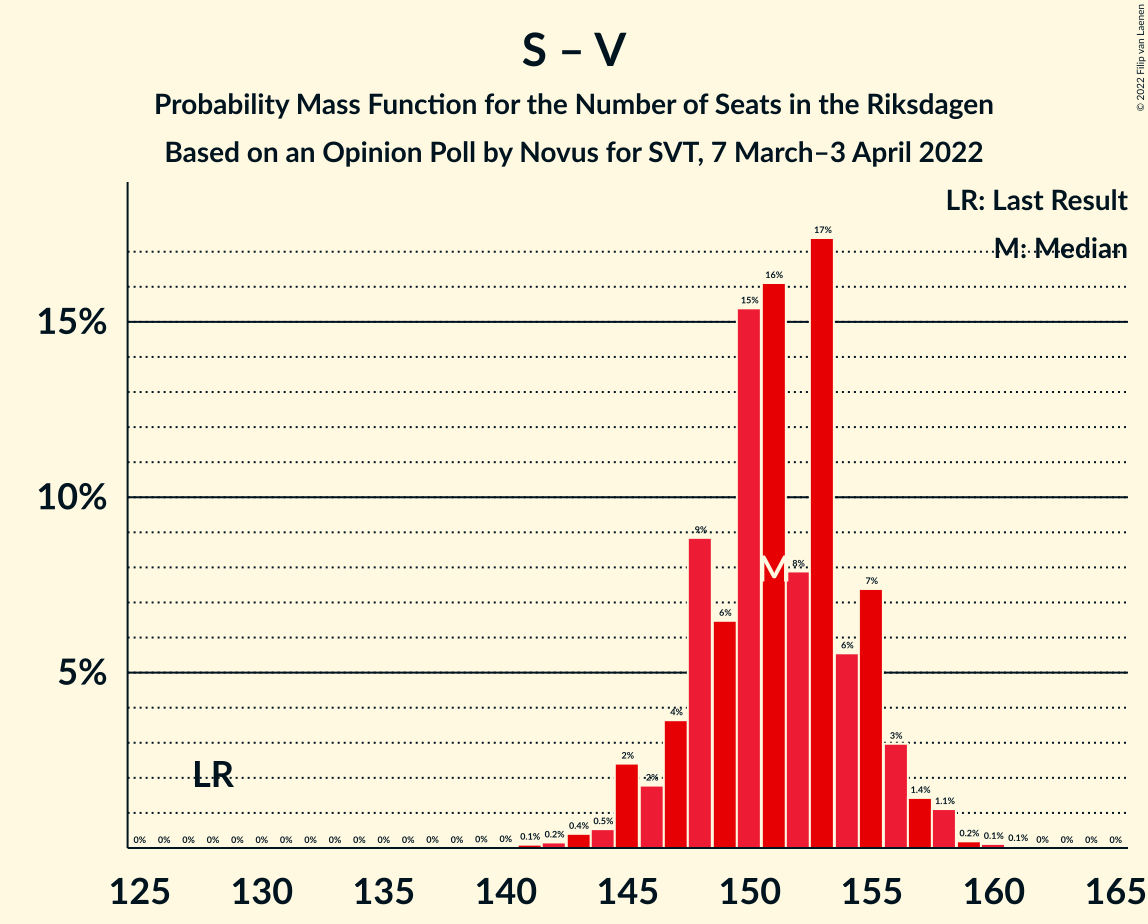 S – V
Probability Mass Function for the Number of Seats in the Riksdagen
Based on an Opinion Poll by Novus for SVT, 7 March–3 April 2022
© 2022 Filip van Laenen
LR: Last Result
M: Median
15%
10%
5%
LR
M
0% 0% 0% 0% 0% 0% 0% 0% 0% 0% 0% 0% 0% 0% 0% 0% 0.1% 0.2% 0.4% 0.5% 2% 2% 4% 9% 6% 15% 16% 8% 17% 6% 7% 3% 1.4% 1.1% 0.2% 0.1% 0.1% 0% 0% 0% 0%
125 130 135 140 145 150 155 160 165